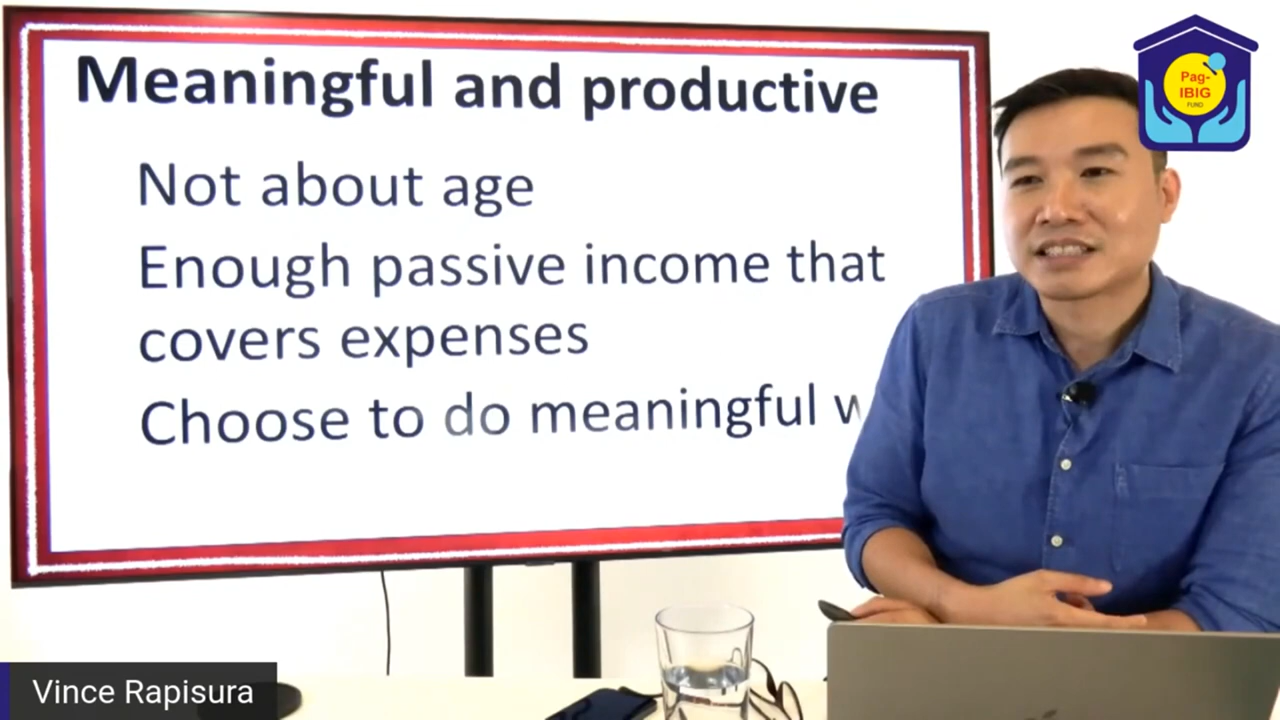 Meaningful and productive
Not about age
Enough passive income that
covers expenses
Choose to do meaningful
Pag-
IBIG
FUND
Vince Rapisura